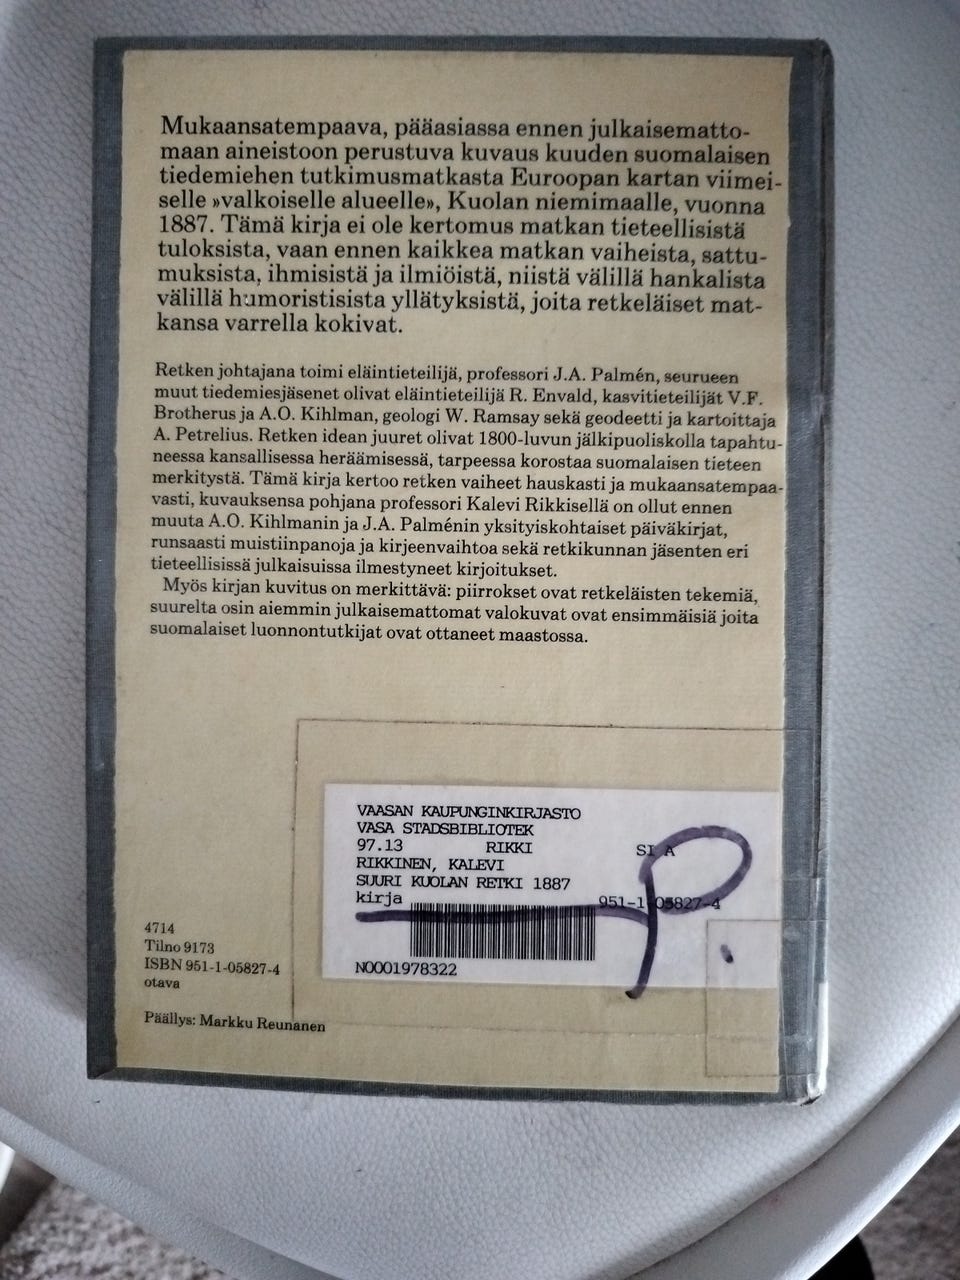 Mukaansatempaava, pääasiassa ennen julkaisematto-
maan aineistoon perustuva kuvaus kuuden suomalaisen
tiedemiehen tutkimusmatkasta Euroopan kartan viimei-
selle »valkoiselle alueelle», Kuolan niemimaalle, vuonna
1887. Tämä kirja ei ole kertomus matkan tieteellisistä
tuloksista, vaan ennen kaikkea matkan vaiheista, sattu-
muksista, ihmisistä ja ilmiöistä, niistä välillä hankalista
välillä humoristisista yllätyksistä, joita retkeläiset mat-
kansa varrella kokivat.
Retken johtajana toimi eläintieteilijä, professori J.A. Palmén, seurueen
muut tiedemiesjäsenet olivat eläintieteilijä R. Envald, kasvitieteilijät V.F.
Brotherus ja A.O. Kihlman, geologi W. Ramsay sekä geodeetti ja kartoittaja
A. Petrelius. Retken idean juuret olivat 1800-luvun jälkipuoliskolla tapahtu-
neessa kansallisessa heräämisessä, tarpeessa korostaa suomalaisen tieteen
merkitystä. Tämä kirja kertoo retken vaiheet hauskasti ja mukaansatempaa-
vasti, kuvauksensa pohjana professori Kalevi Rikkisellä on ollut ennen
muuta A.O. Kihlmanin ja J.A. Palménin yksityiskohtaiset päiväkirjat,
runsaasti muistiinpanoja ja kirjeenvaihtoa sekä retkikunnan jäsenten eri
tieteellisissä julkaisuissa ilmestyneet kirjoitukset.
Myös kirjan kuvitus on merkittävä: piirrokset ovat retkeläisten tekemiä,
suurelta osin aiemmin julkaisemattomat valokuvat ovat ensimmäisiä joita
suomalaiset luonnontutkijat ovat ottaneet maastossa.
VAASAN KAUPUNGINKIRJASTO
VASA STADSBIBLIOTEK
97.13 RIKKI SI A
RIKKINEN, KALEVI
SUURI KUOLAN RETKI 1887
kirja 951-1-05827-4
N0001978322
4714
Tilno 9173
ISBN 951-1-05827-4
otava
Päällys: Markku Reunanen